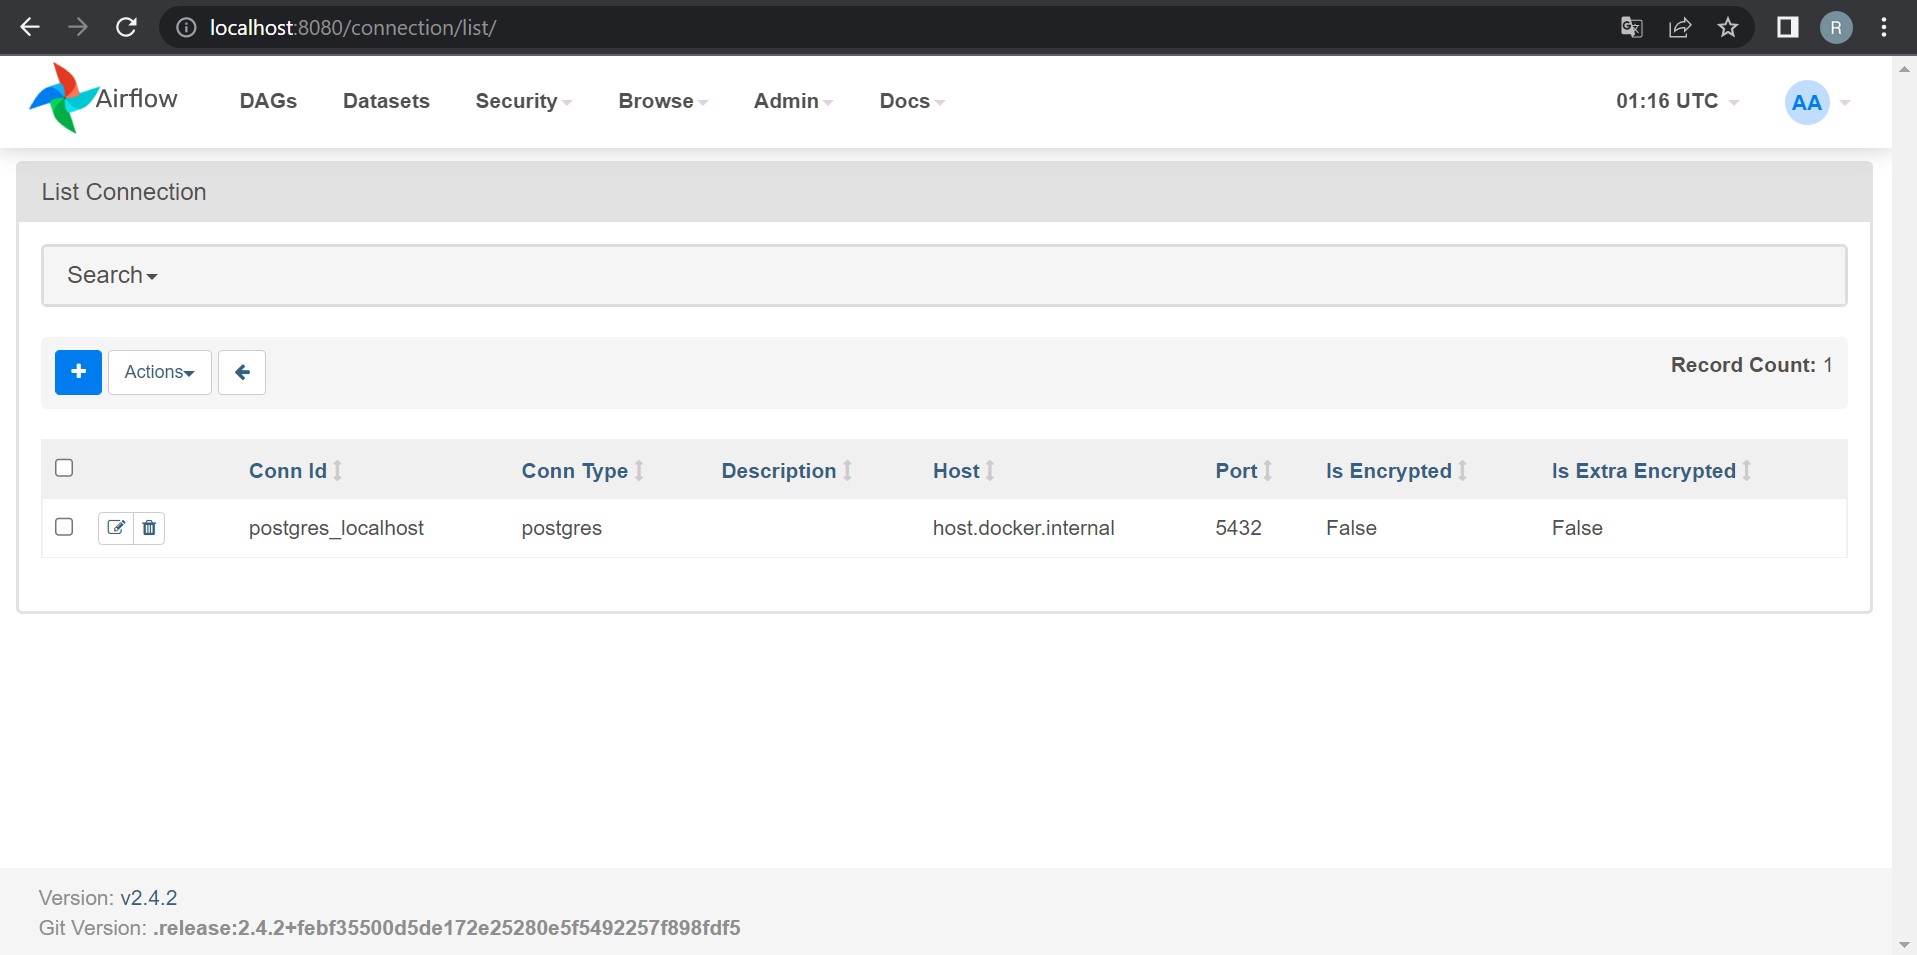 localhost:8080/connection/list/
R
Airflow DAGs Datasets Security Browse Admin Docs 01:16 UTC AA
List Connection
Search
+ Actions Record Count: 1
Conn Id Conn Type Description Host Port Is Encrypted Is Extra Encrypted
postgres_localhost postgres host.docker.internal 5432 False False
Version: v2.4.2
Git Version: .release:2.4.2+febf35500d5de172e25280e5f5492257f898fdf5